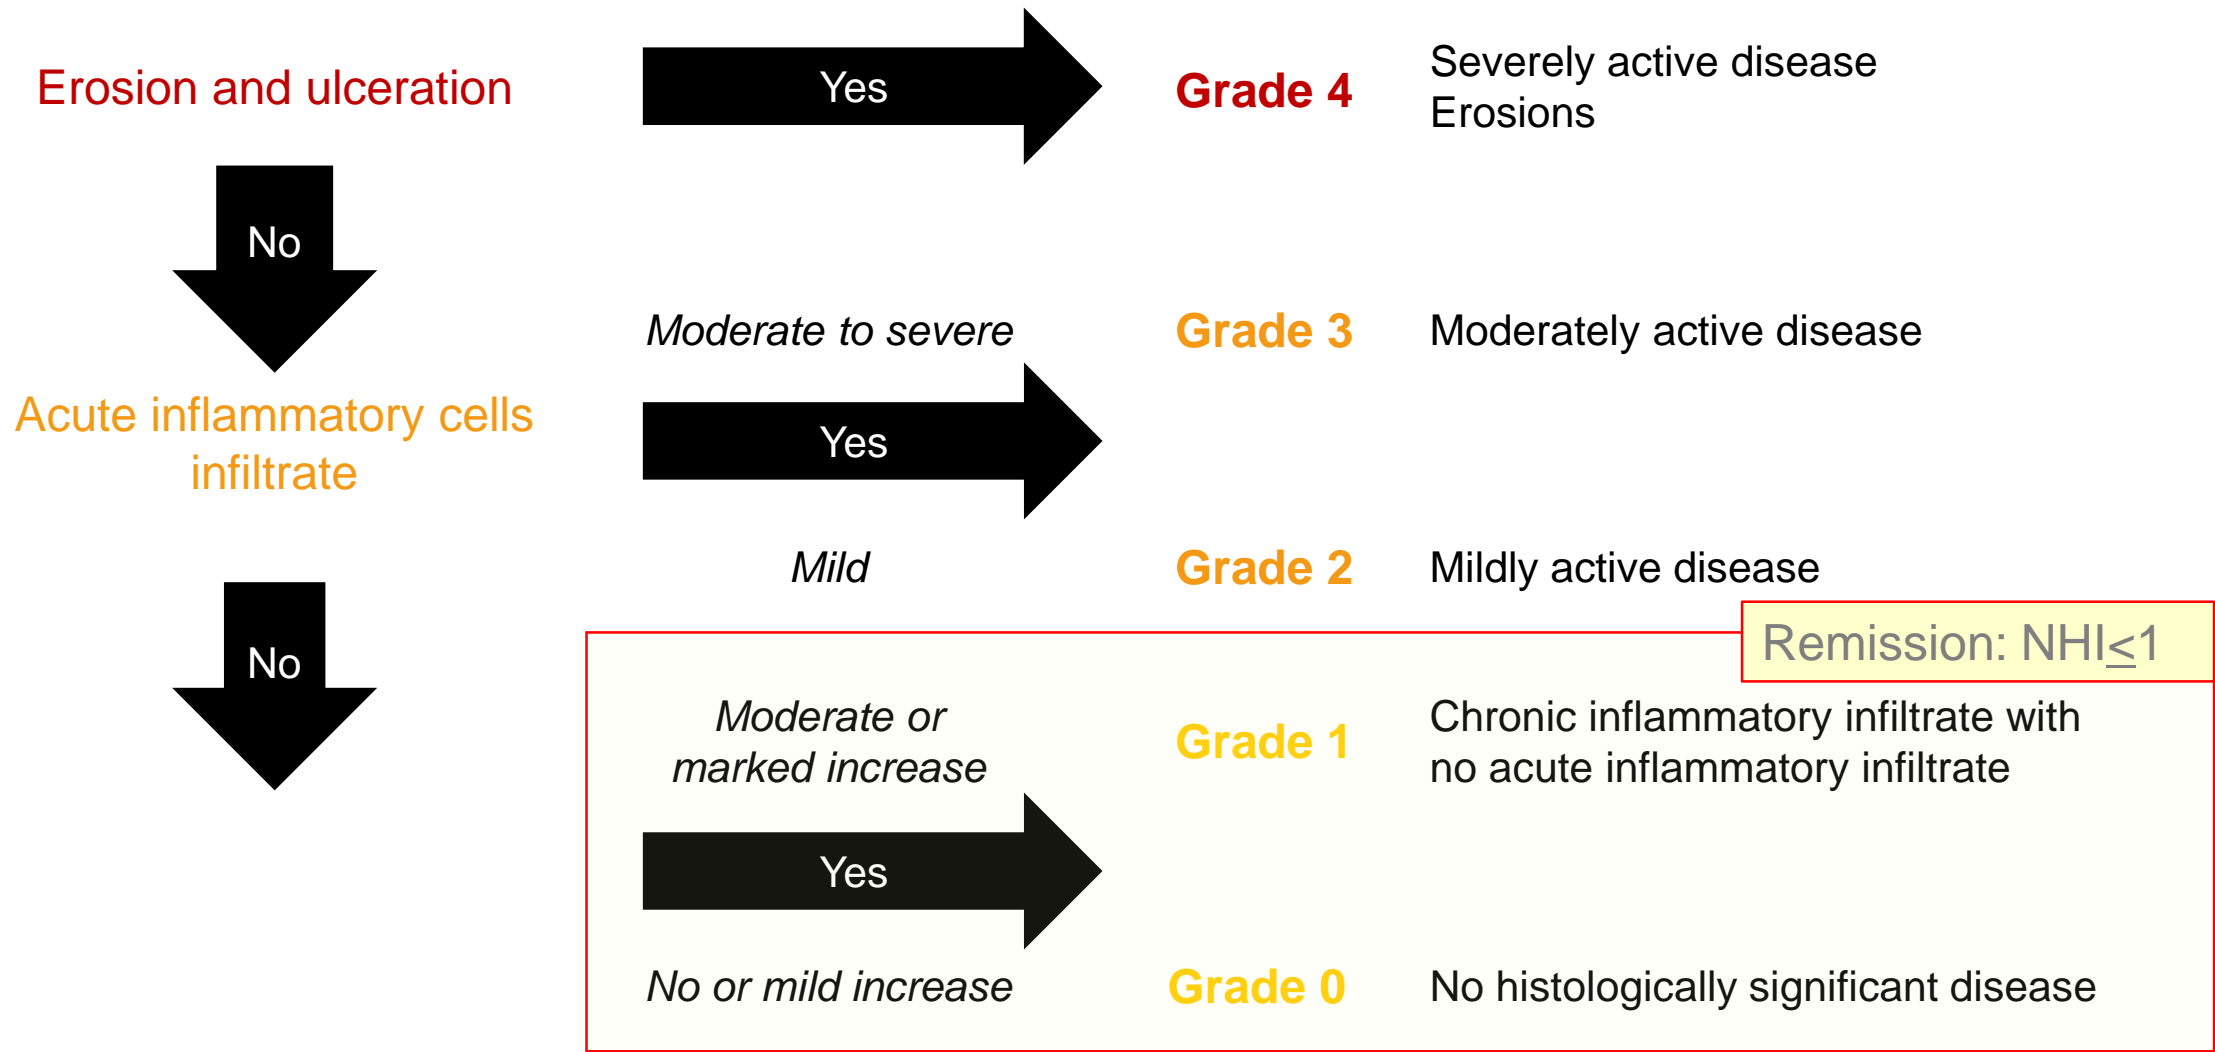 Erosion and ulceration
Yes
Grade 4
Severely active disease
Erosions
No
Moderate to severe
Grade 3
Moderately active disease
Acute inflammatory cells
infiltrate
Yes
Mild
Grade 2
Mildly active disease
No
Remission: NHI≤1
Moderate or
marked increase
Grade 1
Chronic inflammatory infiltrate with
no acute inflammatory infiltrate
Yes
No or mild increase
Grade 0
No histologically significant disease